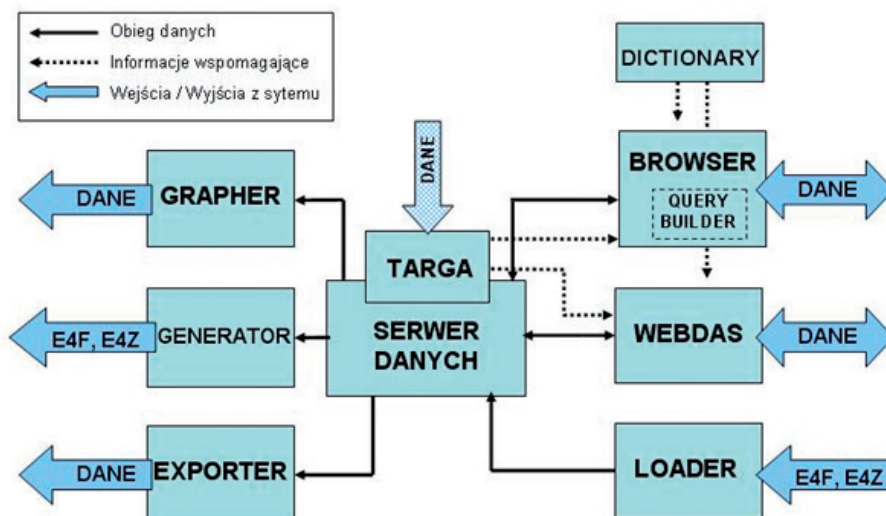 Obieg danych
Informacje wspomagające
Wejścia / Wyjścia z sytemu
DICTIONARY
DANE
BROWSER
QUERY
BUILDER
DANE
DANE
GRAPHER
TARGA
SERWER
DANYCH
E4F, E4Z
GENERATOR
WEBDAS
DANE
DANE
EXPORTER
LOADER
E4F, E4Z